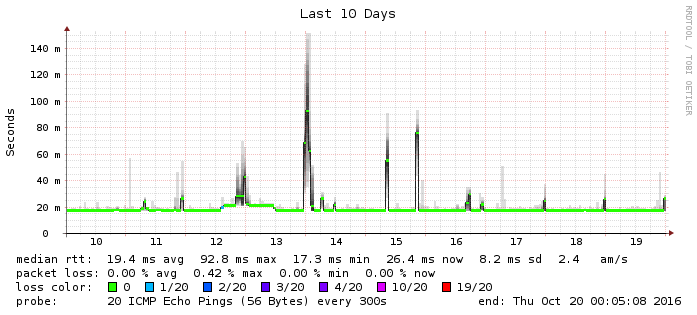 Last 10 Days
RRDTOOL / TOBI OETIKER
Seconds
140 m
120 m
100 m
80 m
60 m
40 m
20 m
0
10 11 12 13 14 15 16 17 18 19
median rtt: 19.4 ms avg 92.8 ms max 17.3 ms min 26.4 ms now 8.2 ms sd 2.4 am/s
packet loss: 0.00 % avg 0.42 % max 0.00 % min 0.00 % now
loss color: 0 1/20 2/20 3/20 4/20 10/20 19/20
probe: 20 ICMP Echo Pings (56 Bytes) every 300s end: Thu Oct 20 00:05:08 2016